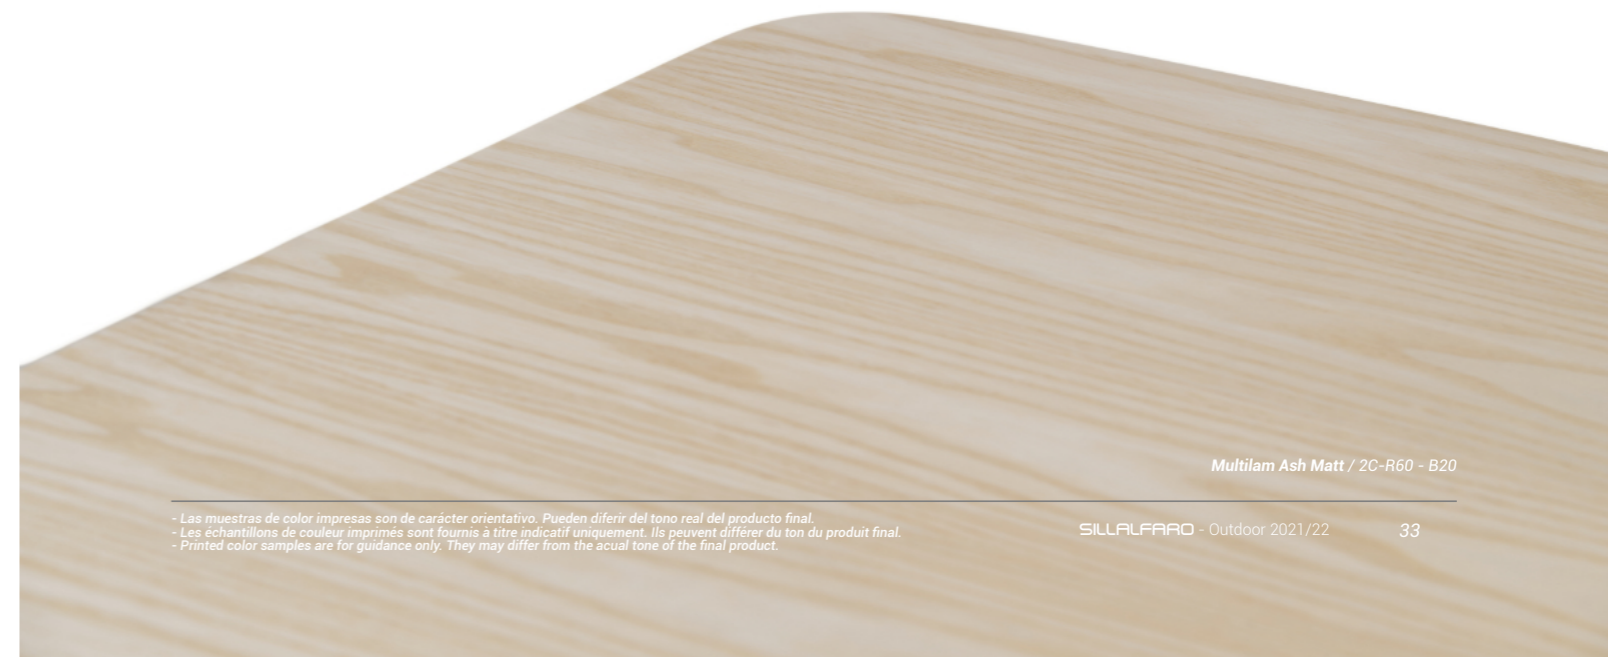 Multilam Ash Matt / 2C-R60 - B20
- Las muestras de color impresas son de carácter orientativo. Pueden diferir del tono real del producto final.
- Les échantillons de couleur imprimés sont fournis à titre indicatif uniquement. Ils peuvent différer du ton du produit final.
- Printed color samples are for guidance only. They may differ from the acual tone of the final product.
SILLALFARO - Outdoor 2021/22 33